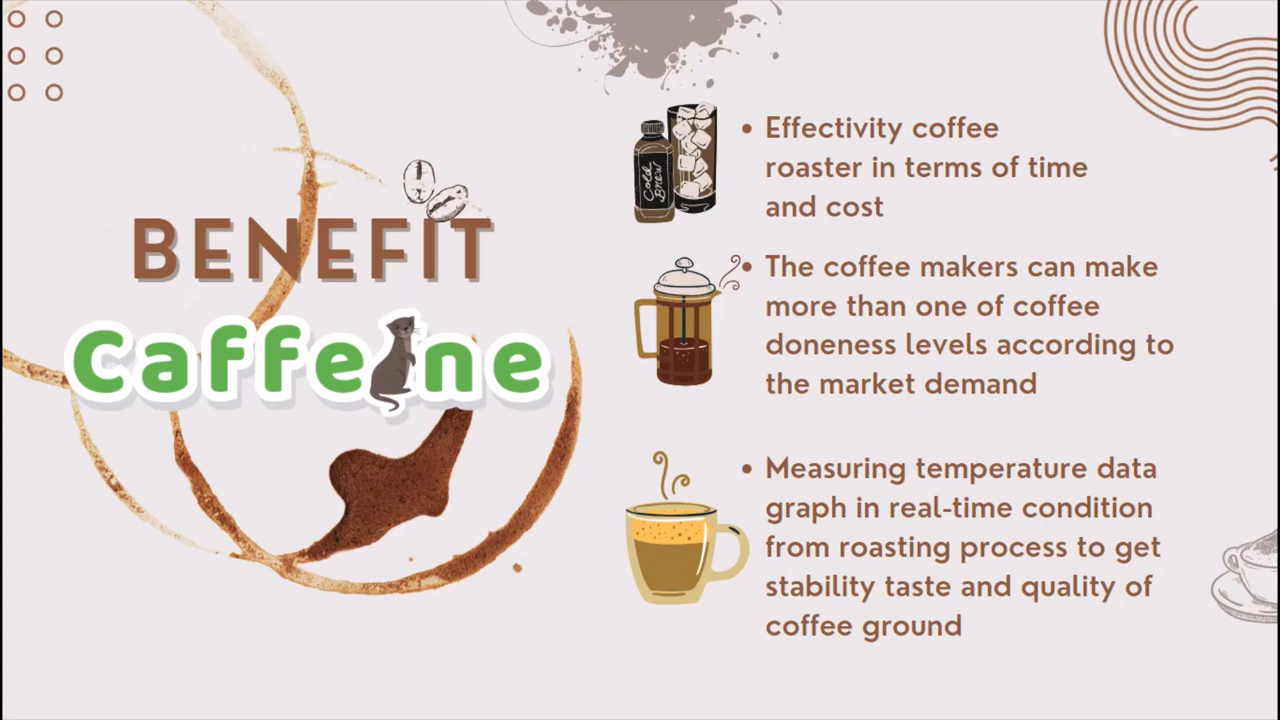 BENEFIT
Caffeine
Cold
Brew
• Effectivity coffee
roaster in terms of time
and cost
• The coffee makers can make
more than one of coffee
doneness levels according to
the market demand
• Measuring temperature data
graph in real-time condition
from roasting process to get
stability taste and quality of
coffee ground